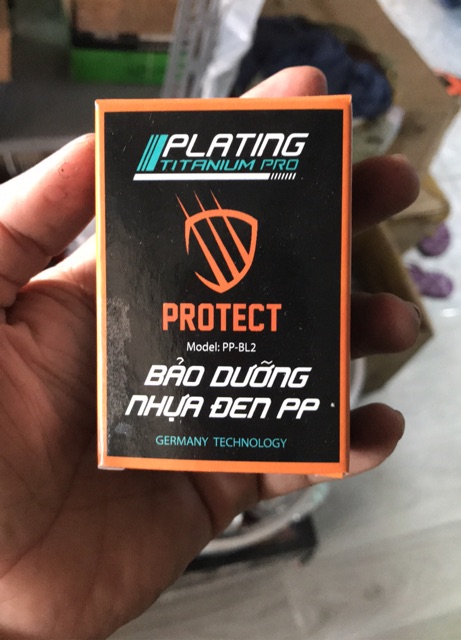 PLATING
TITANIUM PRO
PROTECT
Model: PP-BL2
BẢO DƯỠNG
NHỰA ĐEN PP
GERMANY TECHNOLOGY